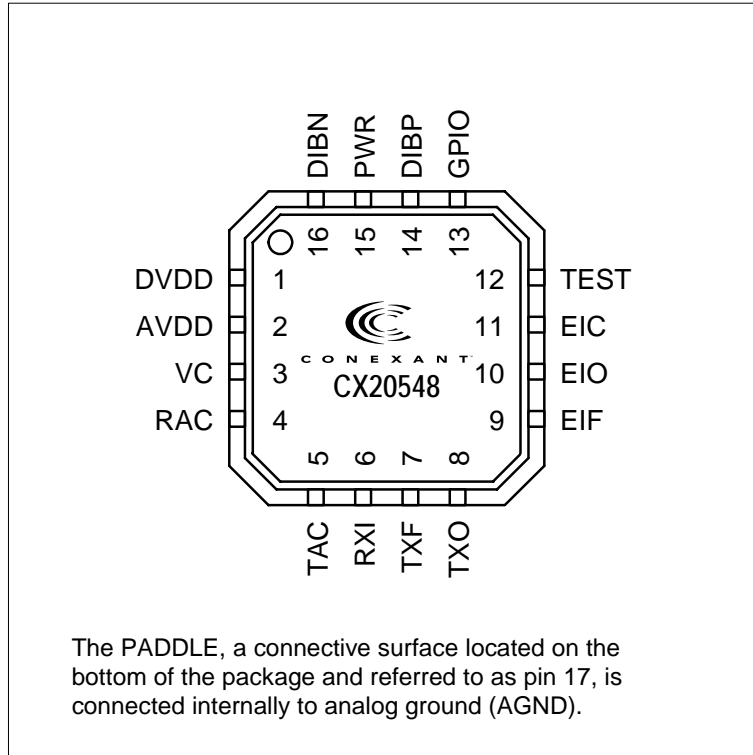 DIBN PWR DIBP GPIO
16 15 14 13
DVDD 1 12 TEST
AVDD 2 11 EIC
CONEXANT
VC 3 10 EIO
CX20548
RAC 4 9 EIF
5 6 7 8
TAC RXI TXF TXO
The PADDLE, a connective surface located on the
bottom of the package and referred to as pin 17, is
connected internally to analog ground (AGND).